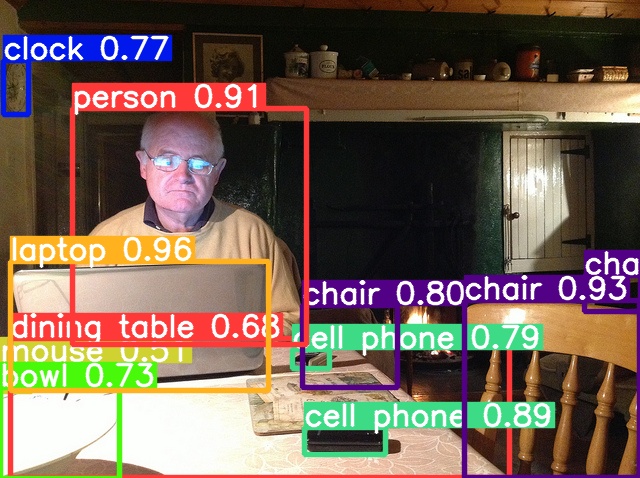 clock 0.77
person 0.91
laptop 0.96
cha
chair 0.80
chair 0.93
dining table 0.68
cell phone 0.79
mouse 0.51
bowl 0.73
cell phone 0.89